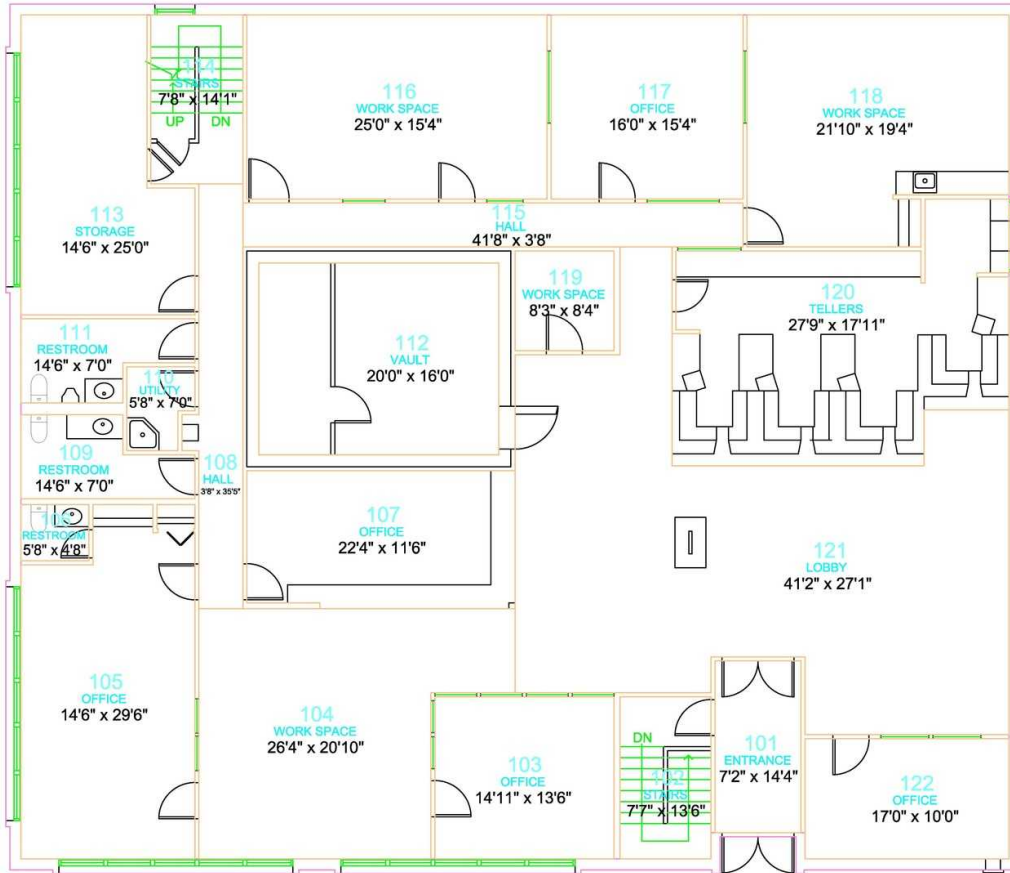 114
STAIRS
7'8" x 14'1"
UP
DN
116
WORK SPACE
25'0" x 15'4"
117
OFFICE
16'0" x 15'4"
118
WORK SPACE
21'10" x 19'4"
113
STORAGE
14'6" x 25'0"
115
HALL
41'8" x 3'8"
119
WORK SPACE
8'3" x 8'4"
120
TELLERS
27'9" x 17'11"
111
RESTROOM
14'6" x 7'0"
110
UTILITY
5'8" x 7'0"
112
VAULT
20'0" x 16'0"
109
RESTROOM
14'6" x 7'0"
108
HALL
3'8" x 35'5"
106
RESTROOM
5'8" x 4'8"
107
OFFICE
22'4" x 11'6"
121
LOBBY
41'2" x 27'1"
105
OFFICE
14'6" x 29'6"
104
WORK SPACE
26'4" x 20'10"
103
OFFICE
14'11" x 13'6"
DN
102
STAIRS
7'7" x 13'6"
101
ENTRANCE
7'2" x 14'4"
122
OFFICE
17'0" x 10'0"